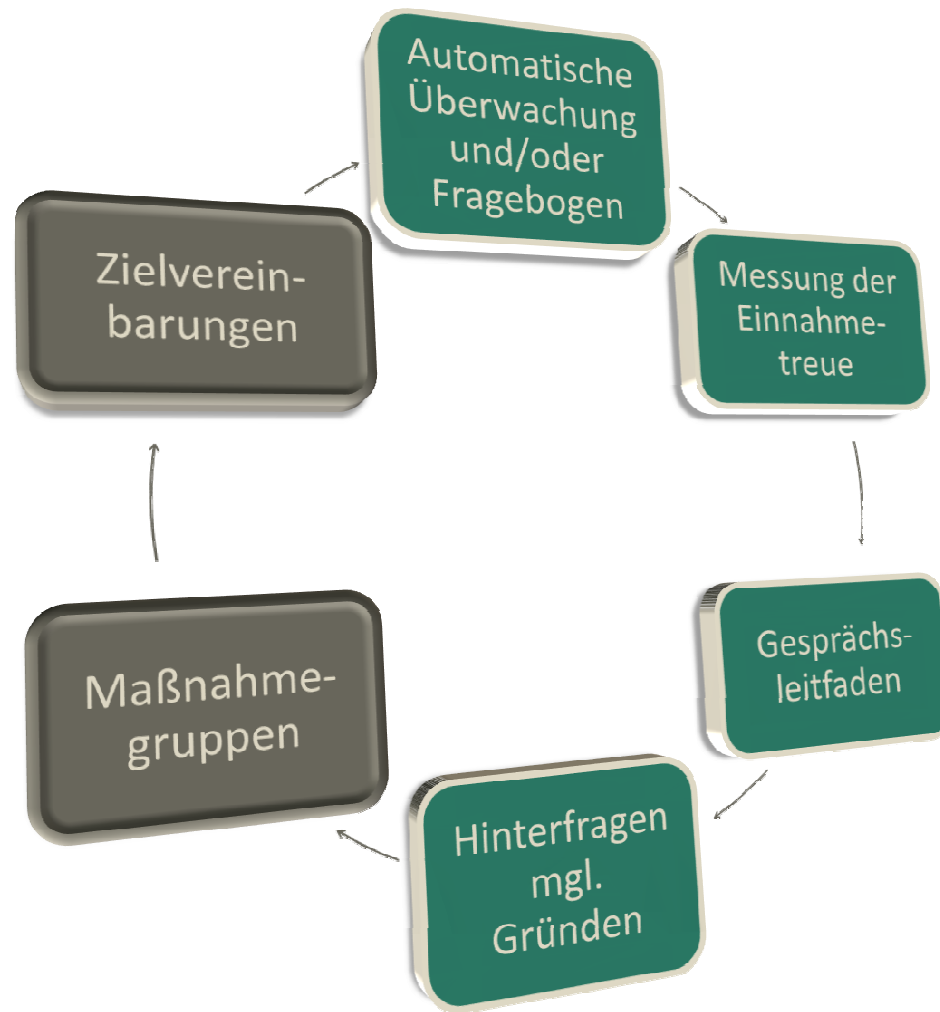 Automatische
Überwachung
und/oder
Fragebogen
Messung der
Einnahme-
treue
Gesprächs-
leitfaden
Hinterfragen
mgl.
Gründen
Maßnahme-
gruppen
Zielverein-
barungen